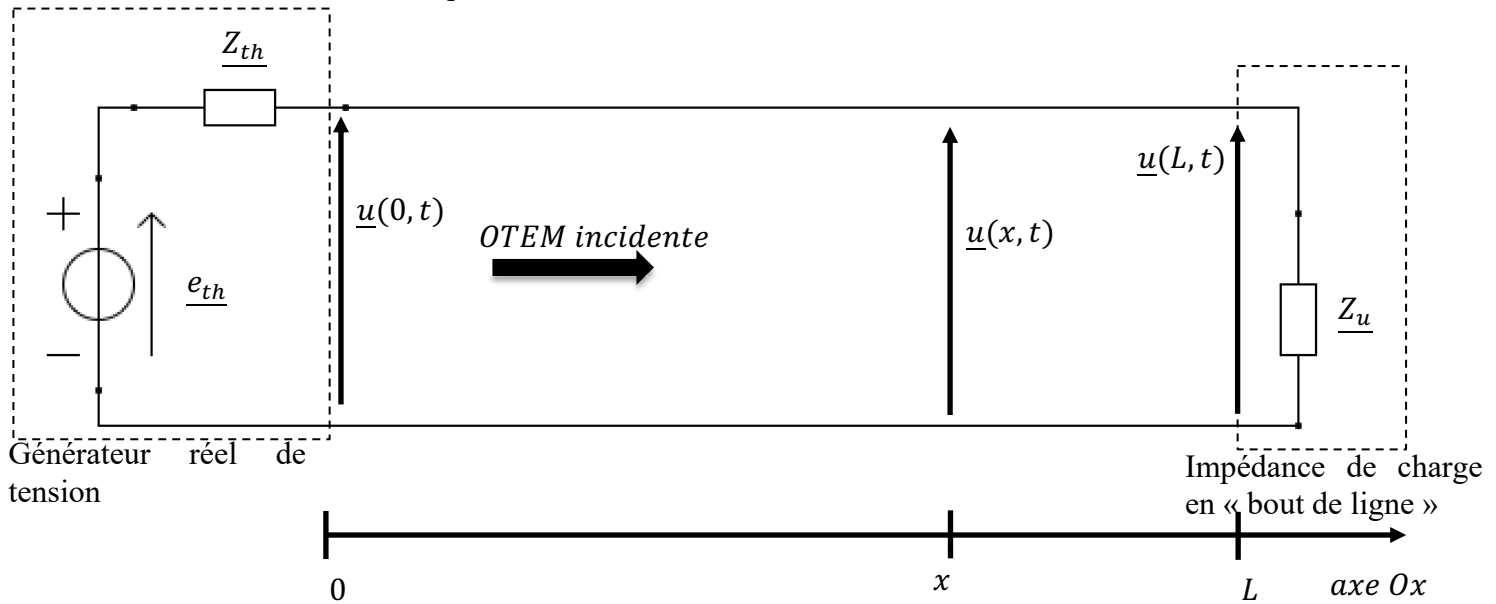 Z_th
u(0, t)
OTEM incidente
u(x, t)
u(L, t)
+
e_th
−
Z_u
Générateur réel de
tension
Impédance de charge
en « bout de ligne »
0
x
L
axe Ox